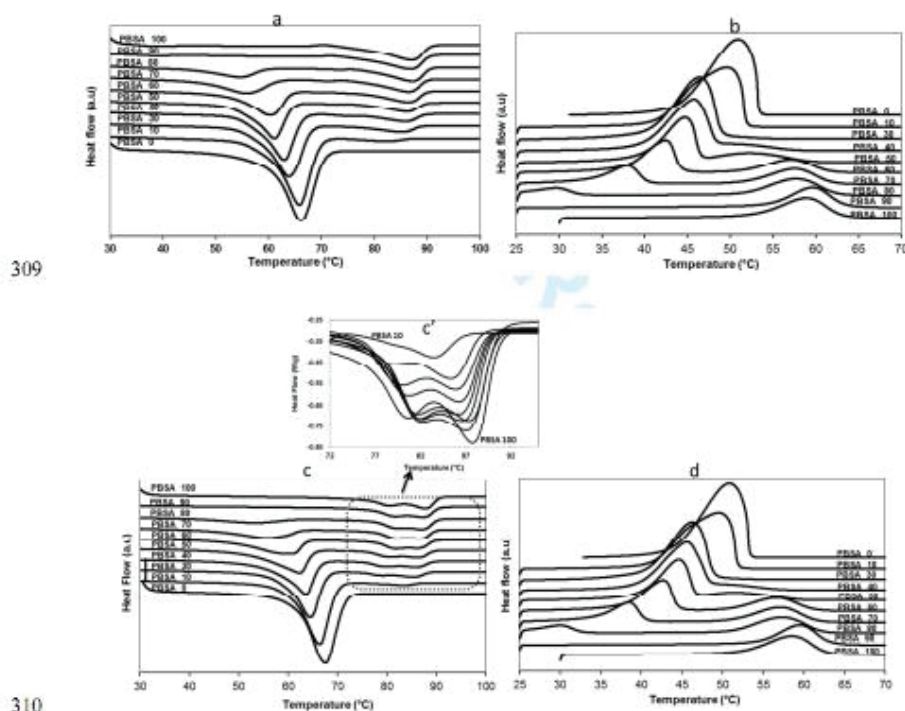 a
PBSA 100
PBSA 90
PBSA 80
PBSA 70
PBSA 60
PBSA 50
PBSA 40
PBSA 30
PBSA 10
PBSA 0
Heat flow (a.u)
30 40 50 60 70 80 90 100
Temperature (°C)
b
PBSA 0
PBSA 10
PBSA 30
PBSA 40
PBSA 50
PBSA 60
PBSA 70
PBSA 80
PBSA 90
PBSA 100
Heat flow (a.u)
25 30 35 40 45 50 55 60 65 70
Temperature (°C)
309
c'
PBSA 10
PBSA 100
Heat Flow (W/g)
73 77 83 87 93
Temperature (°C)
c
PBSA 100
PBSA 90
PBSA 80
PBSA 70
PBSA 60
PBSA 50
PBSA 40
PBSA 30
PBSA 10
PBSA 0
Heat Flow (a.u)
30 40 50 60 70 80 90 100
Temperature (°C)
d
PBSA 0
PBSA 10
PBSA 30
PBSA 40
PBSA 60
PBSA 70
PBSA 80
PBSA 90
PBSA 100
Heat flow (a.u
25 30 35 40 45 50 55 60 65 70
Temperature (°C)
310